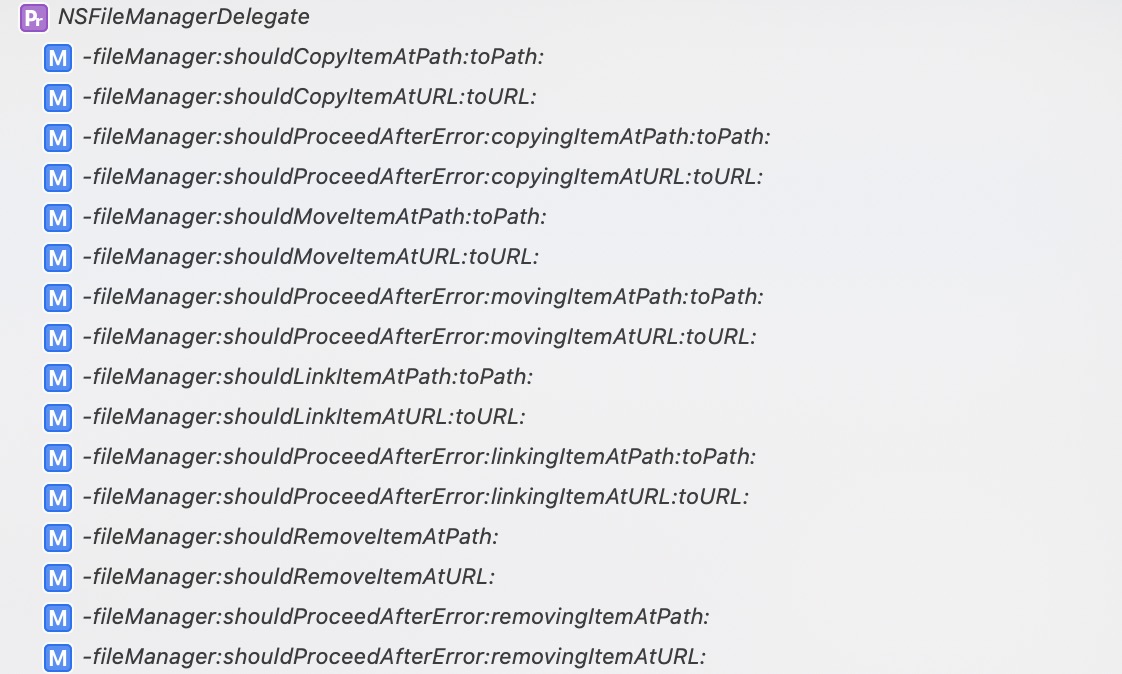 Pr NSFileManagerDelegate
M -fileManager:shouldCopyItemAtPath:toPath:
M -fileManager:shouldCopyItemAtURL:toURL:
M -fileManager:shouldProceedAfterError:copyingItemAtPath:toPath:
M -fileManager:shouldProceedAfterError:copyingItemAtURL:toURL:
M -fileManager:shouldMoveItemAtPath:toPath:
M -fileManager:shouldMoveItemAtURL:toURL:
M -fileManager:shouldProceedAfterError:movingItemAtPath:toPath:
M -fileManager:shouldProceedAfterError:movingItemAtURL:toURL:
M -fileManager:shouldLinkItemAtPath:toPath:
M -fileManager:shouldLinkItemAtURL:toURL:
M -fileManager:shouldProceedAfterError:linkingItemAtPath:toPath:
M -fileManager:shouldProceedAfterError:linkingItemAtURL:toURL:
M -fileManager:shouldRemoveItemAtPath:
M -fileManager:shouldRemoveItemAtURL:
M -fileManager:shouldProceedAfterError:removingItemAtPath:
M -fileManager:shouldProceedAfterError:removingItemAtURL: